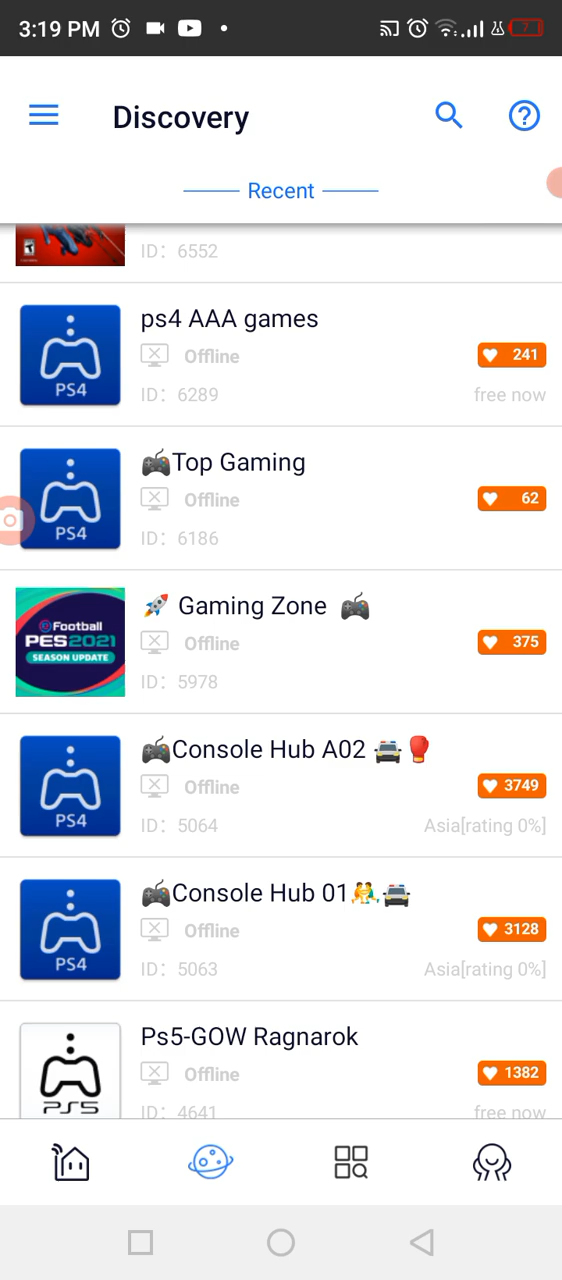 3:19 PM
7
Discovery
Recent
ID: 6552
ps4 AAA games
Offline
241
PS4
ID: 6289
free now
🎮Top Gaming
Offline
62
PS4
ID: 6186
🚀 Gaming Zone 🎮
Football
PES2021
SEASON UPDATE
Offline
375
ID: 5978
🎮Console Hub A02 🚔🥊
Offline
3749
PS4
ID: 5064
Asia[rating 0%]
🎮Console Hub 01🤼🚔
Offline
3128
PS4
ID: 5063
Asia[rating 0%]
Ps5-GOW Ragnarok
Offline
1382
PS5
ID: 4641
free now